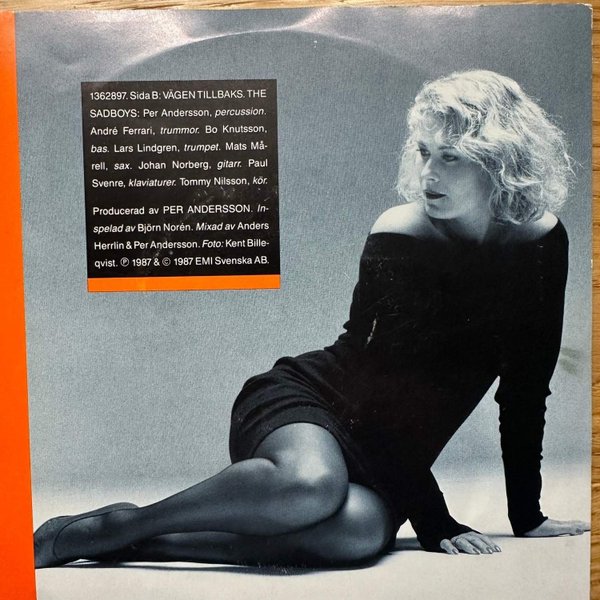 1362897. Sida B: VÄGEN TILLBAKS. THE
SADBOYS: Per Andersson, percussion.
André Ferrari, trummor. Bo Knutsson,
bas. Lars Lindgren, trumpet. Mats Må-
rell, sax. Johan Norberg, gitarr. Paul
Svenre, klaviaturer. Tommy Nilsson, kör.
Producerad av PER ANDERSSON. In-
spelad av Björn Norén. Mixad av Anders
Herrlin & Per Andersson. Foto: Kent Bille-
qvist. ℗ 1987 & © 1987 EMI Svenska AB.